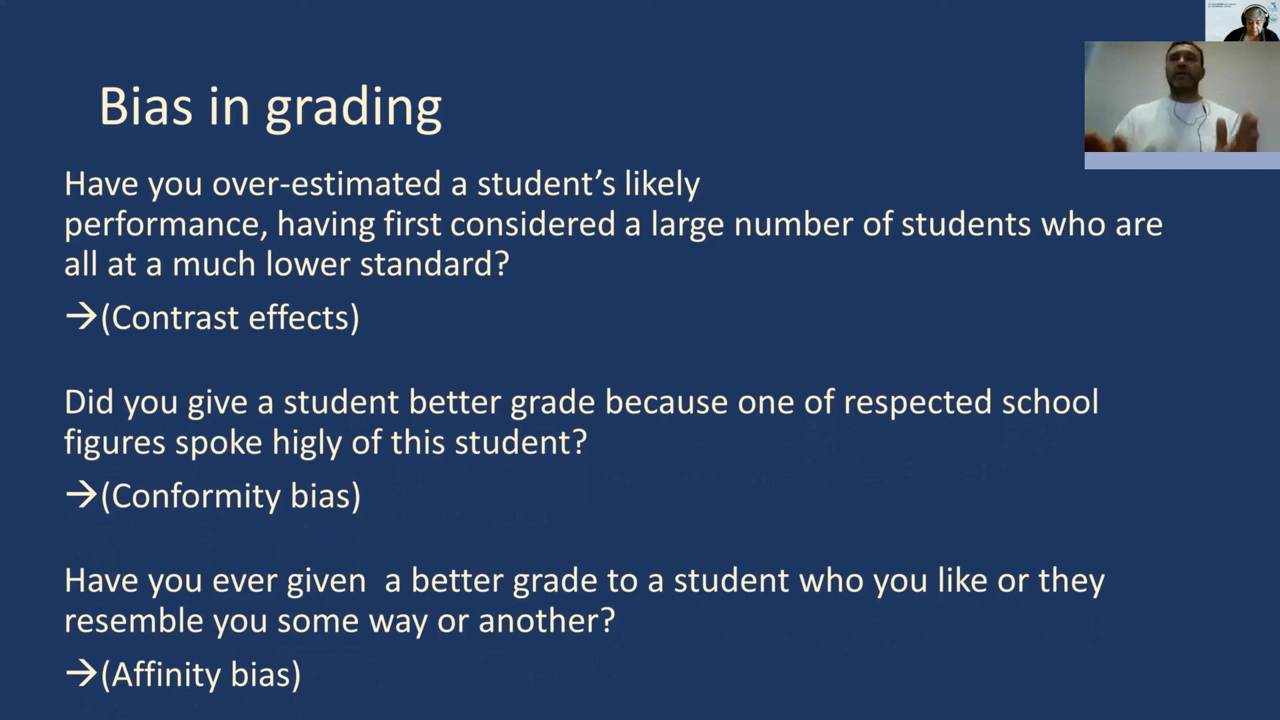 Bias in grading
Have you over-estimated a student’s likely
performance, having first considered a large number of students who are
all at a much lower standard?
→(Contrast effects)
Did you give a student better grade because one of respected school
figures spoke higly of this student?
→(Conformity bias)
Have you ever given  a better grade to a student who you like or they
resemble you some way or another?
→(Affinity bias)